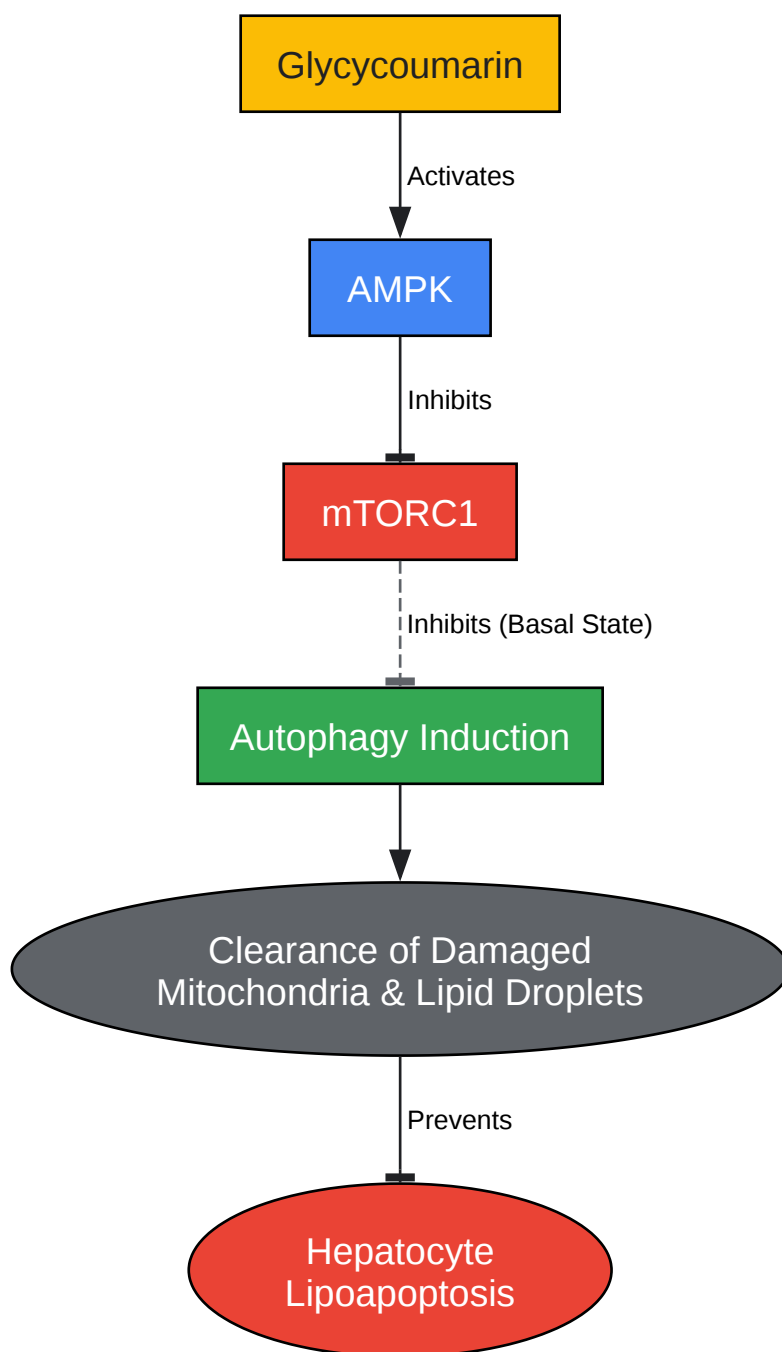 Glycycoumarin
Activates
AMPK
Inhibits
mTORC1
Inhibits (Basal State)
Autophagy Induction
Clearance of Damaged
Mitochondria & Lipid Droplets
Prevents
Hepatocyte
Lipoapoptosis